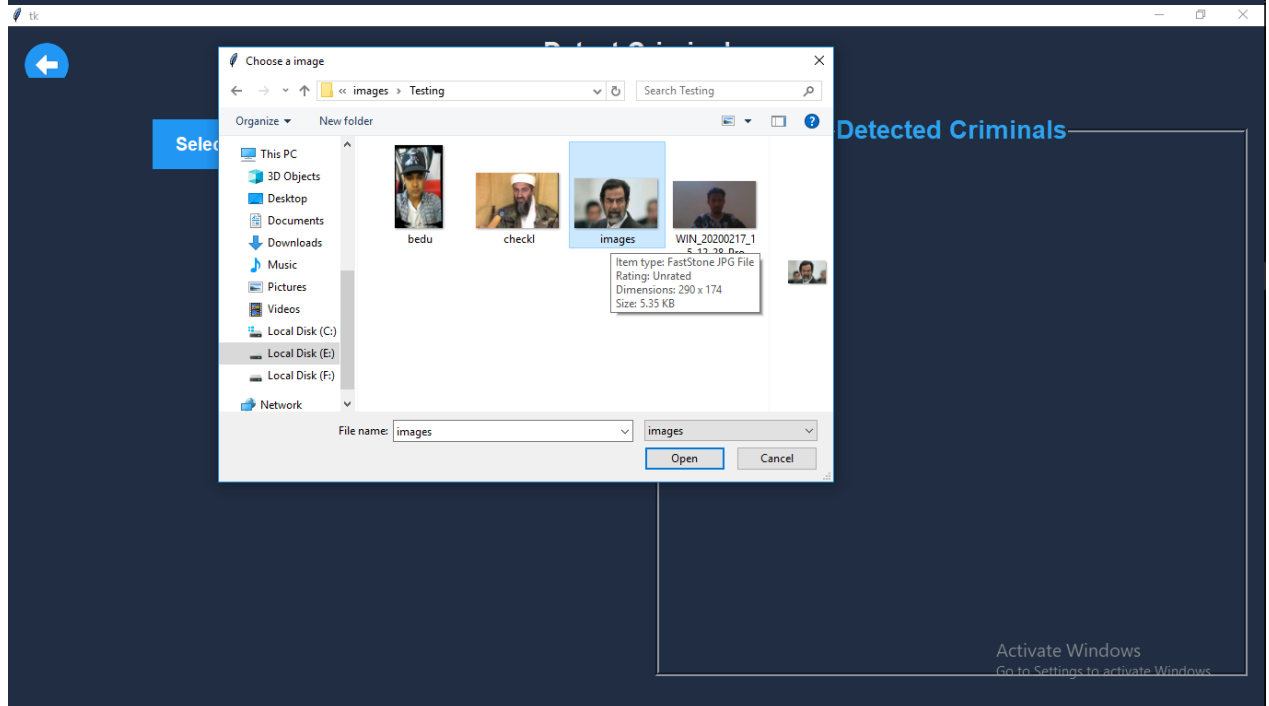 tk
Choose a image
« images › Testing
Search Testing
Organize
New folder
Detected Criminals
Selec
This PC
3D Objects
Desktop
Documents
Downloads
Music
Pictures
Videos
Local Disk (C:)
Local Disk (E:)
Local Disk (F:)
Network
bedu
checkl
images
WIN_20200217_1
5_12_28_Pro
Item type: FastStone JPG File
Rating: Unrated
Dimensions: 290 x 174
Size: 5.35 KB
File name:
images
images
Open
Cancel
Activate Windows
Go to Settings to activate Windows.